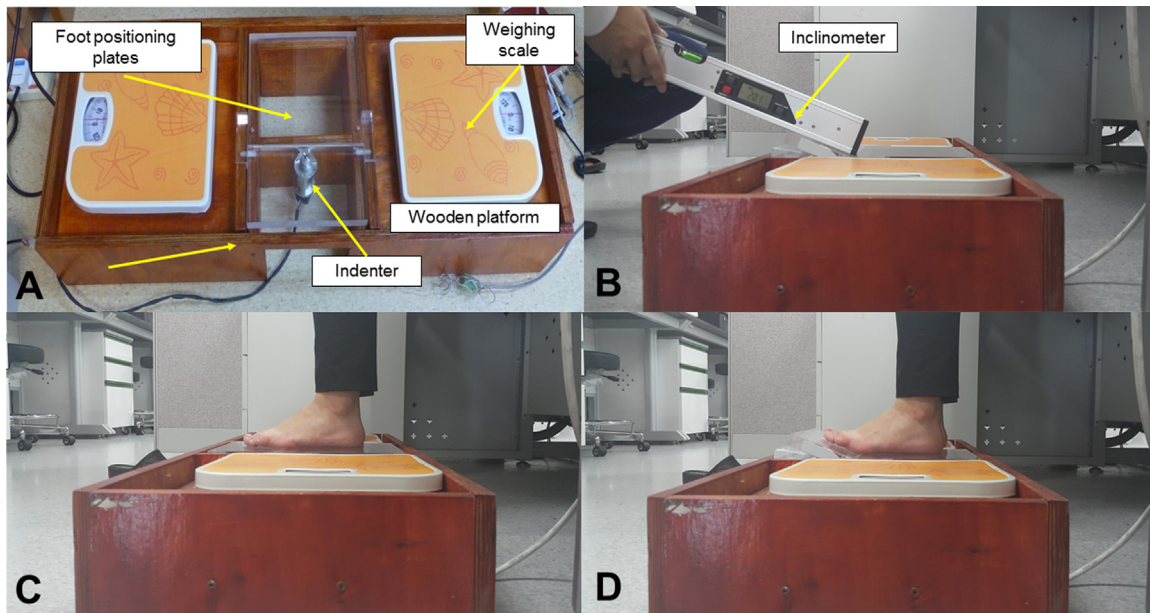 Foot positioning
plates
Weighing
scale
Wooden platform
Indenter
A
Inclinometer
B
C
D